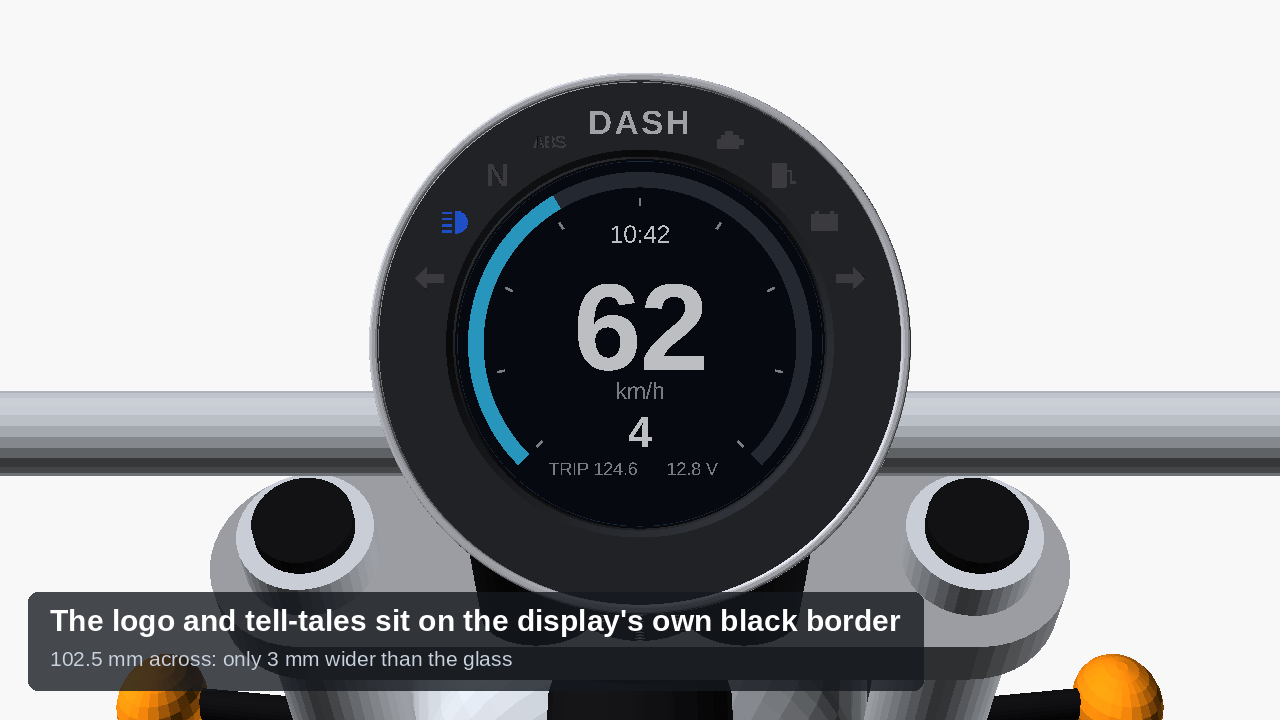 DASH
ABS
N
10:42
62
km/h
4
TRIP 124.6 12.8 V
The logo and tell-tales sit on the display's own black border
102.5 mm across: only 3 mm wider than the glass